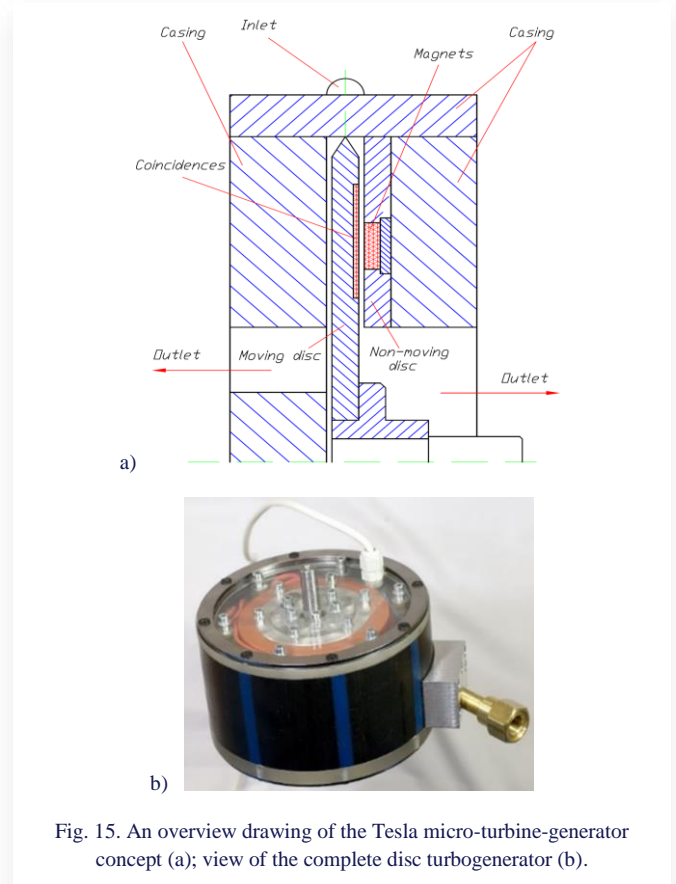 Casing
Inlet
Casing
Magnets
Coincidences
Outlet
Moving disc
Non-moving
disc
Outlet
a)
b)
Fig. 15. An overview drawing of the Tesla micro-turbine-generator
concept (a); view of the complete disc turbogenerator (b).